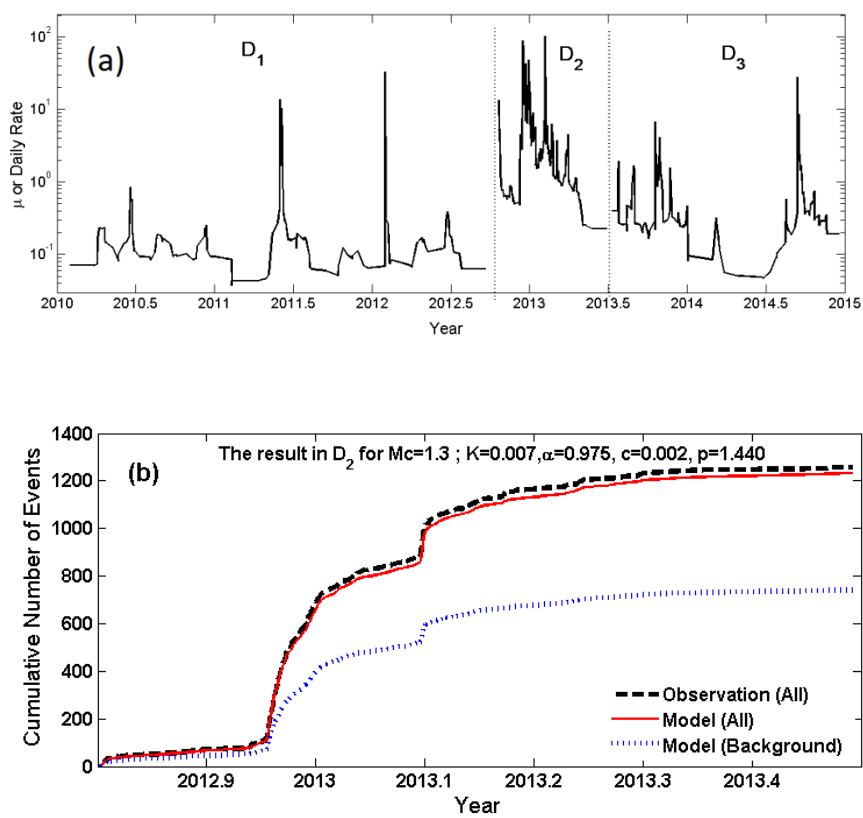 (a)
D1
D2
D3
μ or Daily Rate
10^2
10^1
10^0
10^-1
2010
2010.5
2011
2011.5
2012
2012.5
2013
2013.5
2014
2014.5
2015
Year
(b)
The result in D2 for Mc=1.3 ; K=0.007,α=0.975, c=0.002, p=1.440
Cumulative Number of Events
1400
1200
1000
800
600
400
200
0
Observation (All)
Model (All)
Model (Background)
2012.9
2013
2013.1
2013.2
2013.3
2013.4
Year